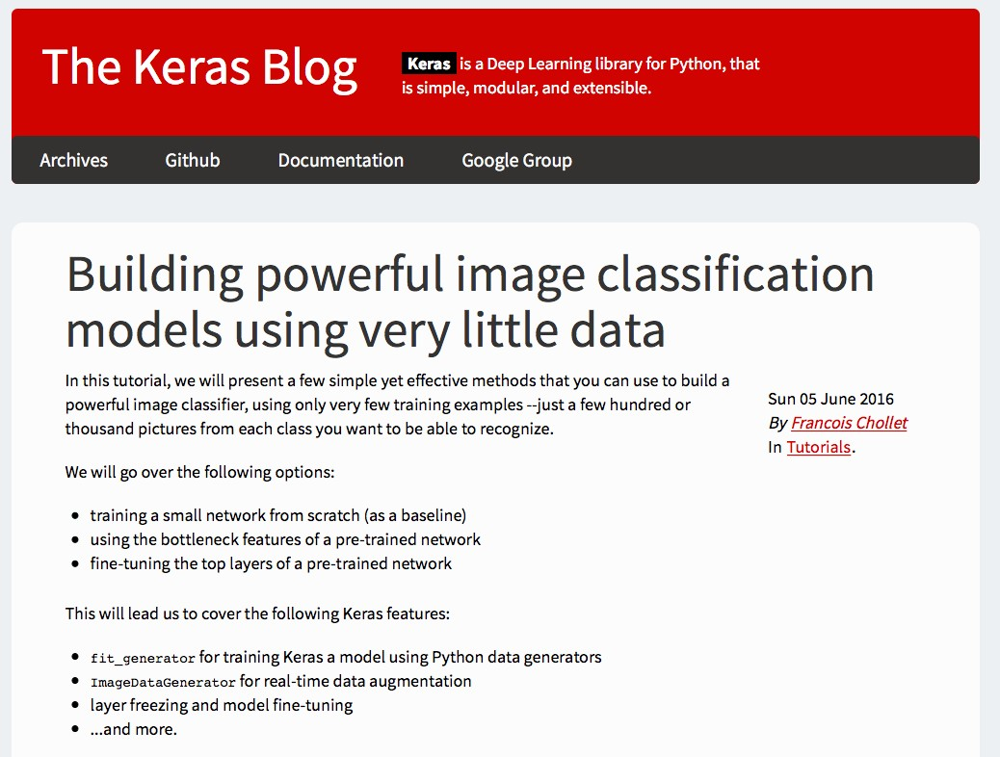 The Keras Blog
Keras is a Deep Learning library for Python, that
is simple, modular, and extensible.
Archives Github Documentation Google Group
Building powerful image classification
models using very little data
In this tutorial, we will present a few simple yet effective methods that you can use to build a
powerful image classifier, using only very few training examples --just a few hundred or
thousand pictures from each class you want to be able to recognize.
Sun 05 June 2016
By Francois Chollet
In Tutorials.
We will go over the following options:
• training a small network from scratch (as a baseline)
• using the bottleneck features of a pre-trained network
• fine-tuning the top layers of a pre-trained network
This will lead us to cover the following Keras features:
• fit_generator for training Keras a model using Python data generators
• ImageDataGenerator for real-time data augmentation
• layer freezing and model fine-tuning
• ...and more.